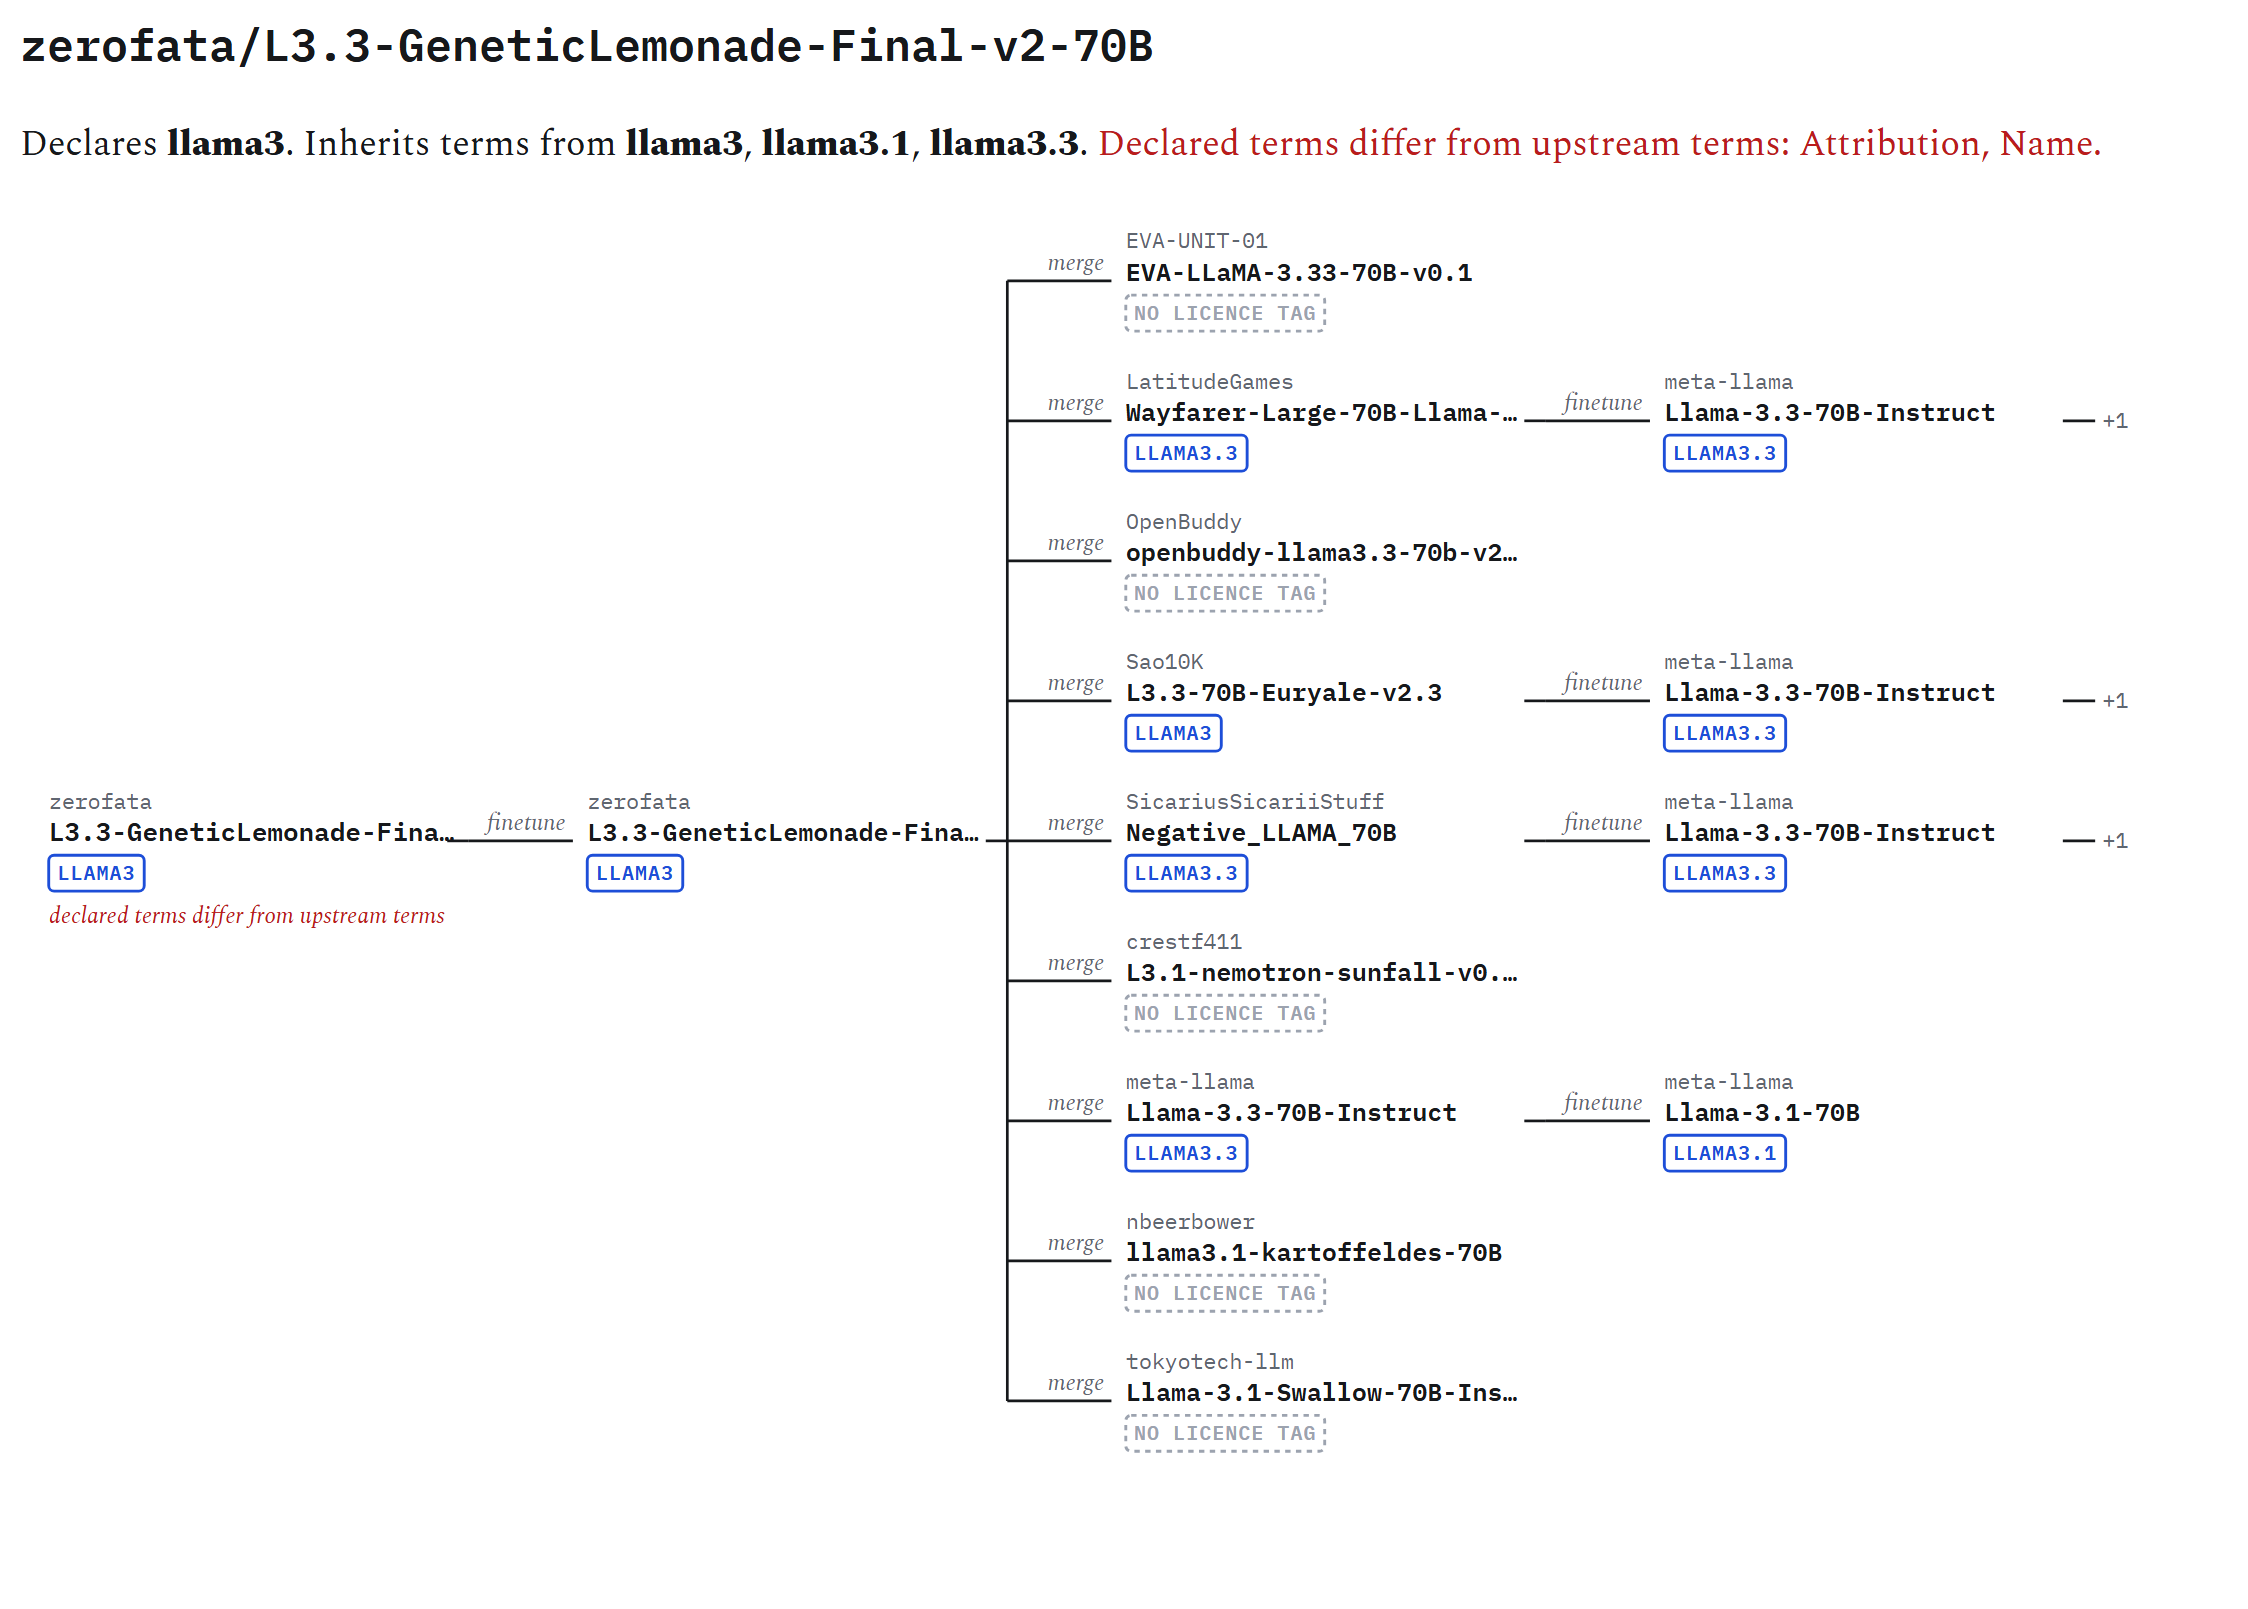 zerofata/L3.3-GeneticLemonade-Final-v2-70B
Declares llama3. Inherits terms from llama3, llama3.1, llama3.3. Declared terms differ from upstream terms: Attribution, Name.
EVA-UNIT-01
merge
EVA-LLaMA-3.33-70B-v0.1
NO LICENCE TAG
LatitudeGames
merge
Wayfarer-Large-70B-Llama-…
LLAMA3.3
finetune
meta-llama
Llama-3.3-70B-Instruct
LLAMA3.3
+1
OpenBuddy
merge
openbuddy-llama3.3-70b-v2…
NO LICENCE TAG
Sao10K
merge
L3.3-70B-Euryale-v2.3
LLAMA3
finetune
meta-llama
Llama-3.3-70B-Instruct
LLAMA3.3
+1
zerofata
L3.3-GeneticLemonade-Fina…
LLAMA3
declared terms differ from upstream terms
finetune
zerofata
L3.3-GeneticLemonade-Fina…
LLAMA3
SicariusSicariiStuff
merge
Negative_LLAMA_70B
LLAMA3.3
finetune
meta-llama
Llama-3.3-70B-Instruct
LLAMA3.3
+1
crestf411
merge
L3.1-nemotron-sunfall-v0.…
NO LICENCE TAG
meta-llama
merge
Llama-3.3-70B-Instruct
LLAMA3.3
finetune
meta-llama
Llama-3.1-70B
LLAMA3.1
nbeerbower
merge
llama3.1-kartoffeldes-70B
NO LICENCE TAG
tokyotech-llm
merge
Llama-3.1-Swallow-70B-Ins…
NO LICENCE TAG